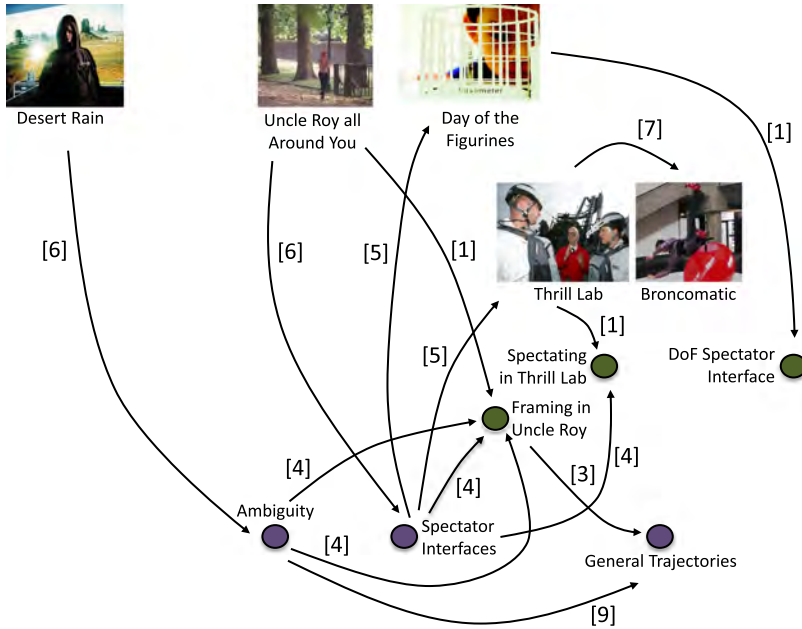 Desert Rain
Uncle Roy all
Around You
Day of the
Figurines
[7]
[1]
[6]
[6]
[5]
[1]
Thrill Lab
Broncomatic
[1]
[5]
Spectating
in Thrill Lab
DoF Spectator
Interface
Framing in
Uncle Roy
[4]
[4]
[3]
[4]
Ambiguity
[4]
Spectator
Interfaces
General Trajectories
[9]